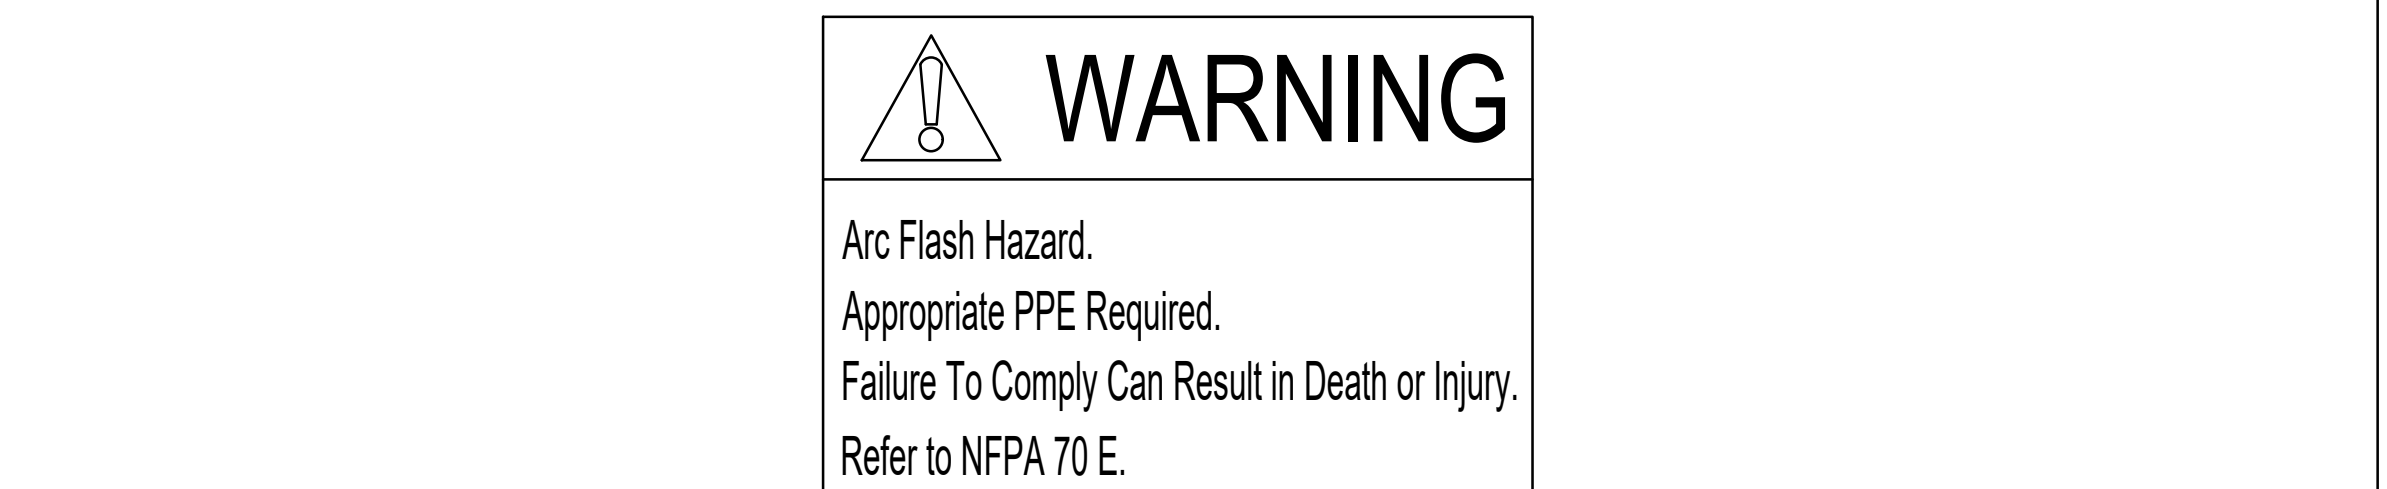 WARNING
Arc Flash Hazard.
Appropriate PPE Required.
Failure To Comply Can Result in Death or Injury.
Refer to NFPA 70 E.